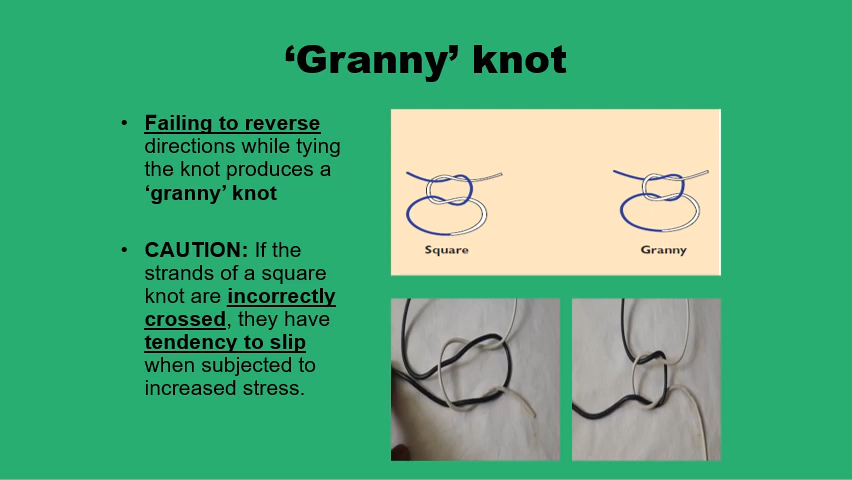 ‘Granny’ knot
• Failing to reverse
directions while tying
the knot produces a
‘granny’ knot
• CAUTION: If the
strands of a square
knot are incorrectly
crossed, they have
tendency to slip
when subjected to
increased stress.
Square
Granny